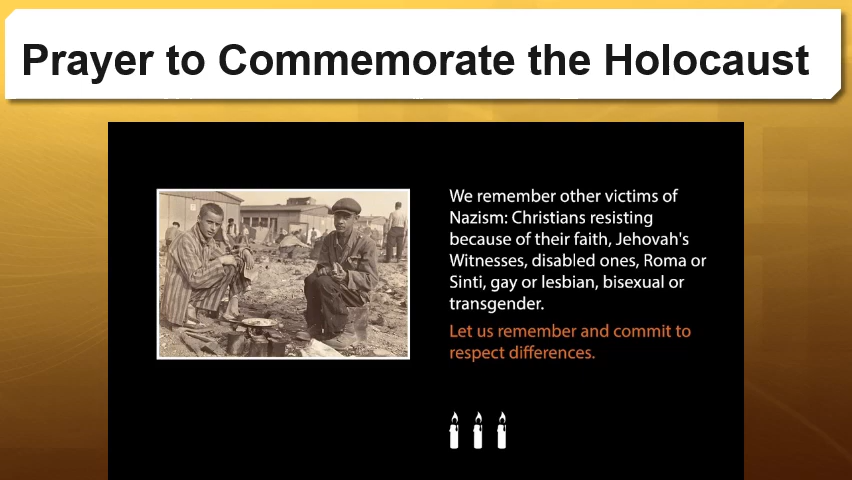 Prayer to Commemorate the Holocaust
We remember other victims of
Nazism: Christians resisting
because of their faith, Jehovah's
Witnesses, disabled ones, Roma or
Sinti, gay or lesbian, bisexual or
transgender.
Let us remember and commit to
respect differences.